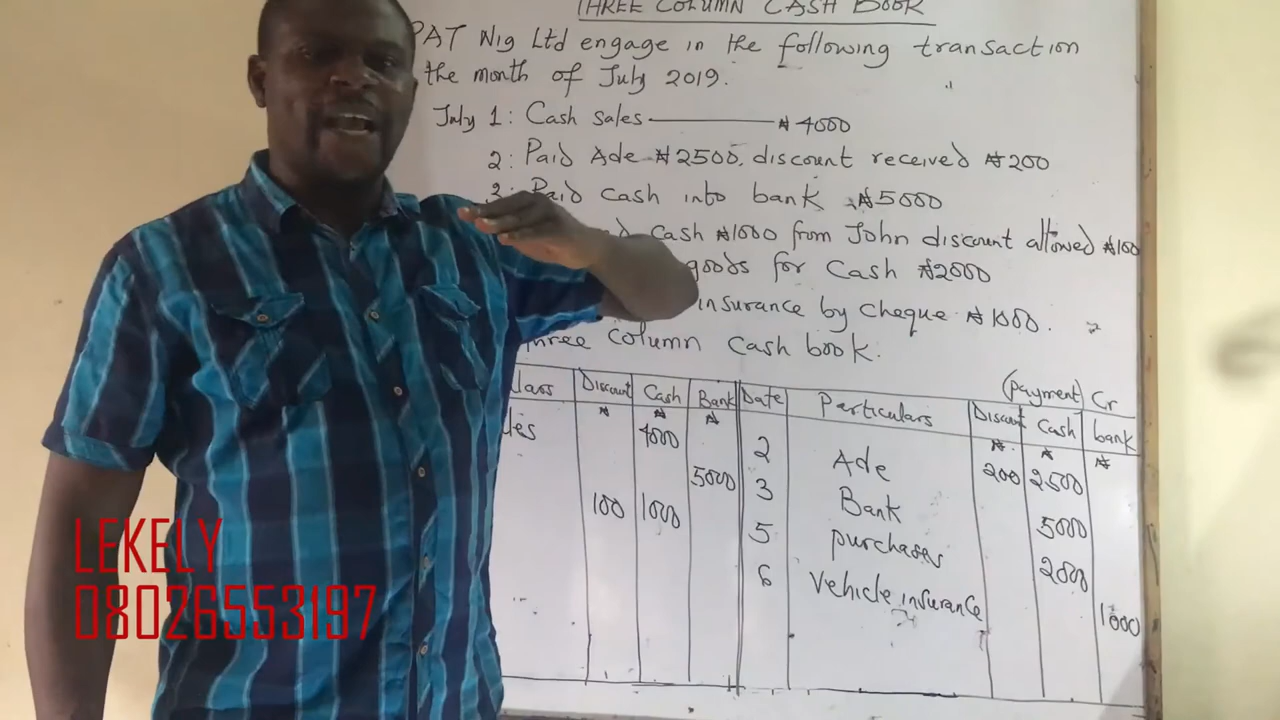 THREE COLUMN CASH BOOK
PAT Nig Ltd engage in the following transaction
the month of July 2019.
July 1: Cash sales ₦4000
2: Paid Ade ₦2500, discount received ₦200
3: Paid cash into bank ₦5000
cash ₦1000 from John discount allowed ₦100
goods for Cash ₦2000
insurance by cheque ₦1000.
three column cash book.
(payment) Cr
Discount Cash Bank Date Particulars Discount Cash bank
₦ ₦ ₦ ₦ ₦ ₦
4000 2 Ade 200 2500
5000 3 Bank 5000
100 1000 5 purchases 2000
6 Vehicle insurance 1000
LEKELY
08026553197